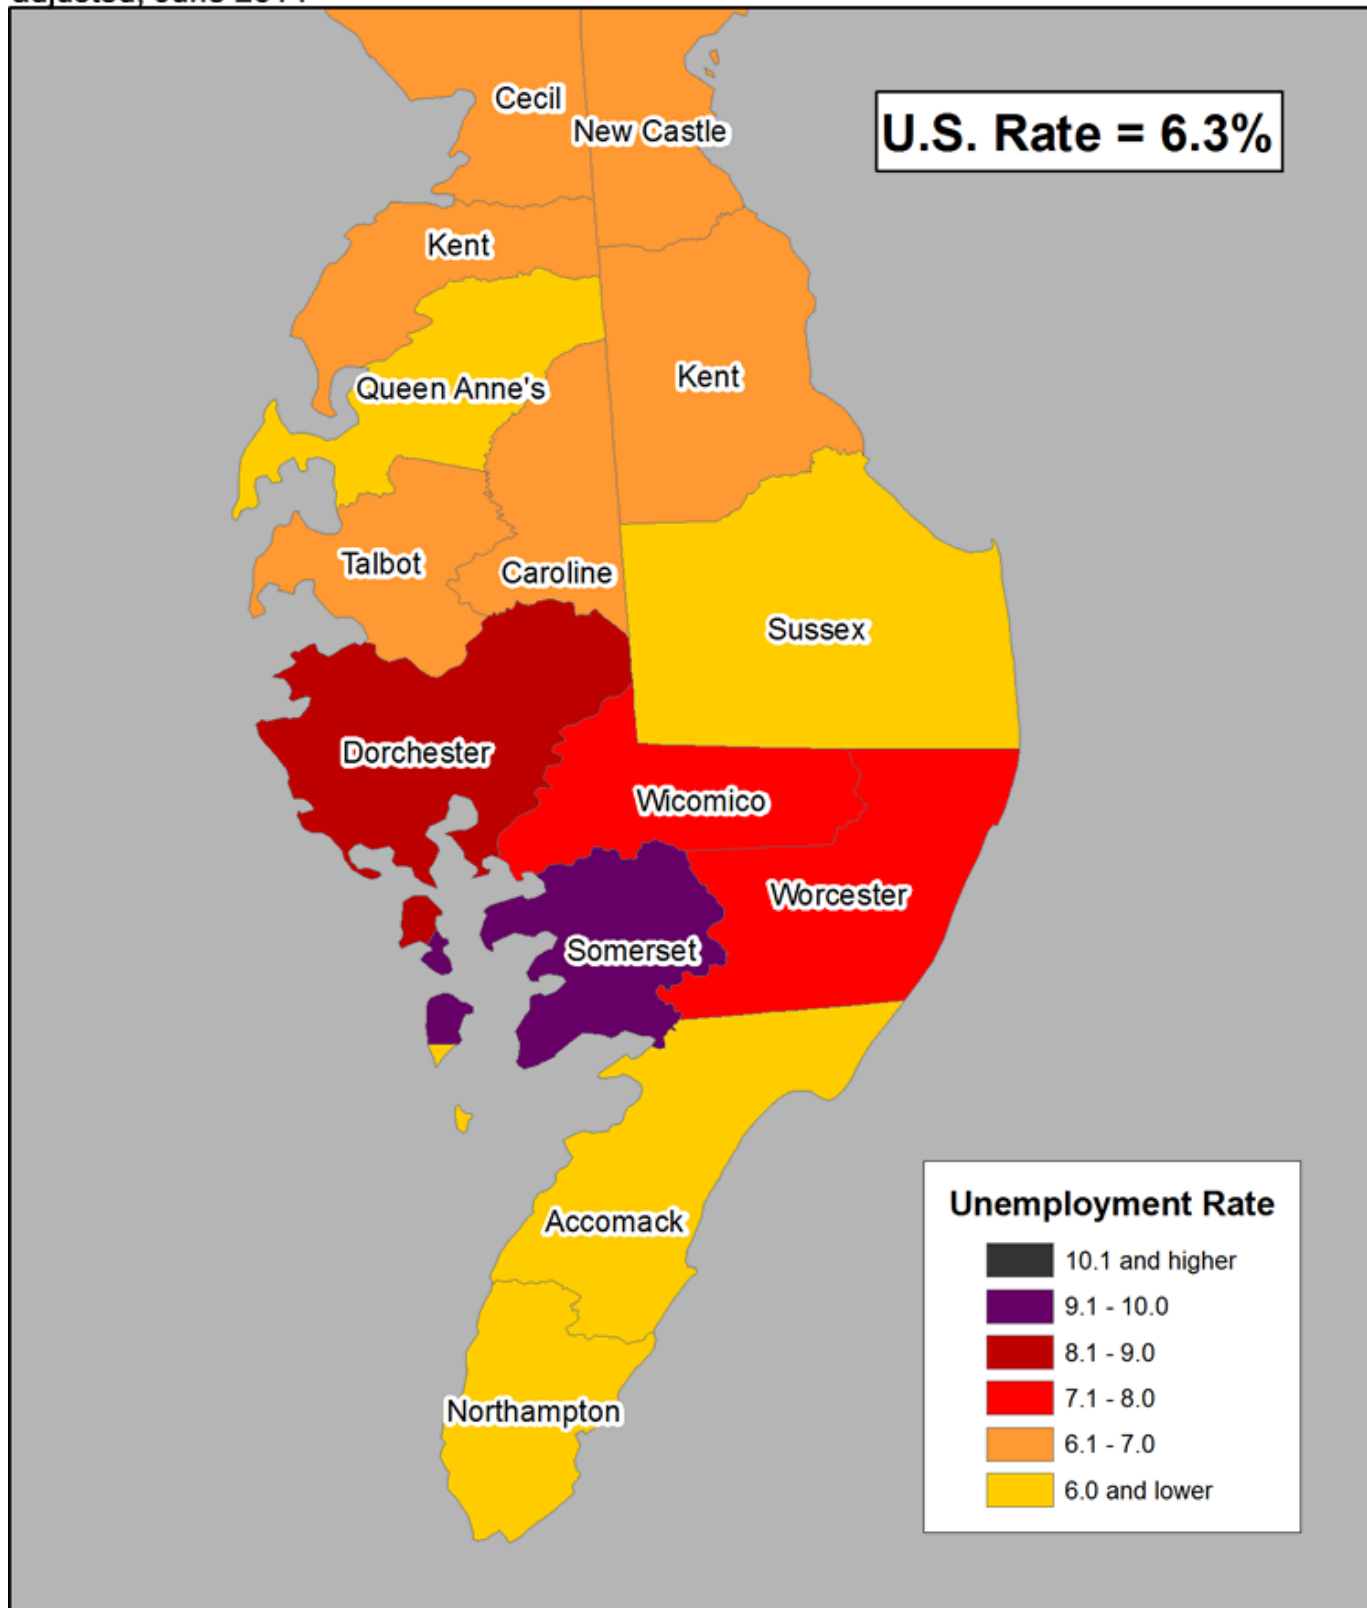 Cecil
New Castle
U.S. Rate = 6.3%
Kent
Kent
Queen Anne's
Talbot
Caroline
Sussex
Dorchester
Wicomico
Worcester
Somerset
Accomack
Northampton
Unemployment Rate
10.1 and higher
9.1 - 10.0
8.1 - 9.0
7.1 - 8.0
6.1 - 7.0
6.0 and lower